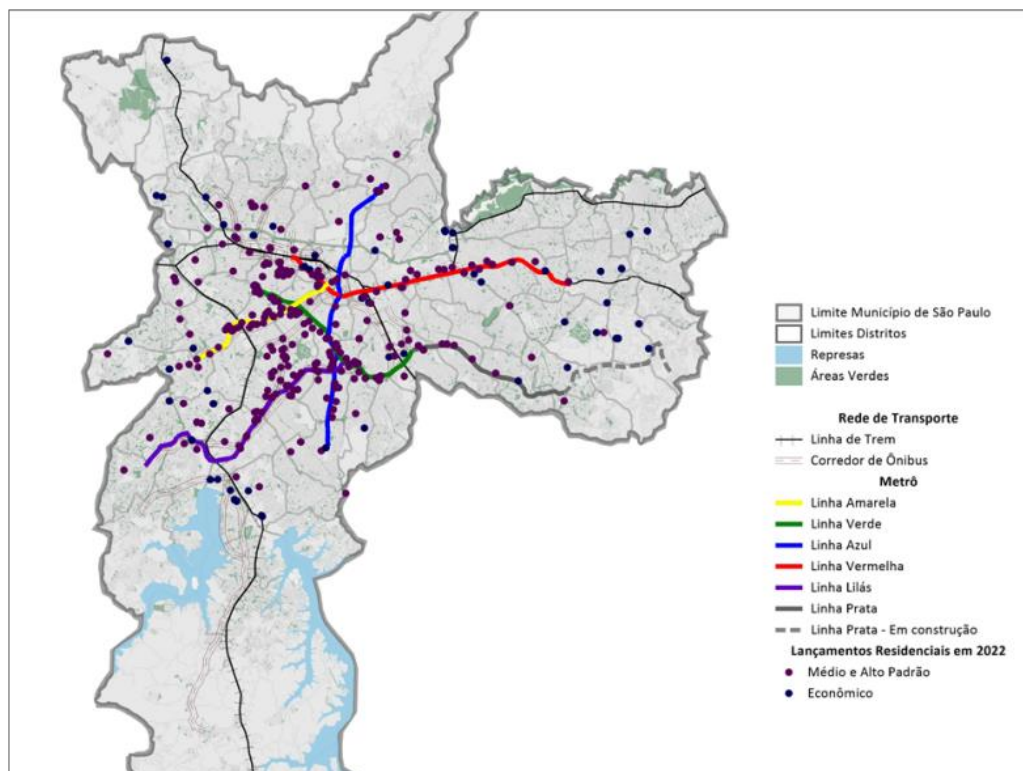 Limite Município de São Paulo
Limites Distritos
Represas
Áreas Verdes
Rede de Transporte
Linha de Trem
Corredor de Ônibus
Metrô
Linha Amarela
Linha Verde
Linha Azul
Linha Vermelha
Linha Lilás
Linha Prata
Linha Prata - Em construção
Lançamentos Residenciais em 2022
Médio e Alto Padrão
Econômico